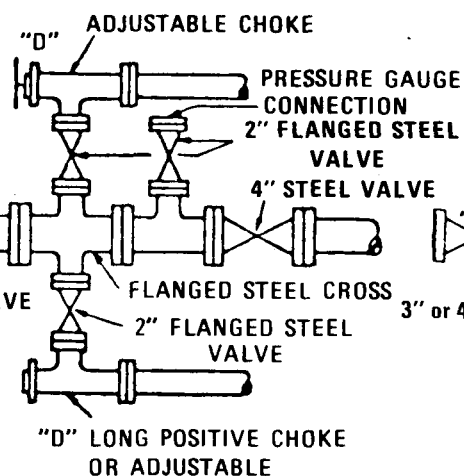 ADJUSTABLE CHOKE
"D"
PRESSURE GAUGE
CONNECTION
2" FLANGED STEEL
VALVE
4" STEEL VALVE
FLANGED STEEL CROSS
3" or 4
2" FLANGED STEEL
VALVE
"D" LONG POSITIVE CHOKE
OR ADJUSTABLE